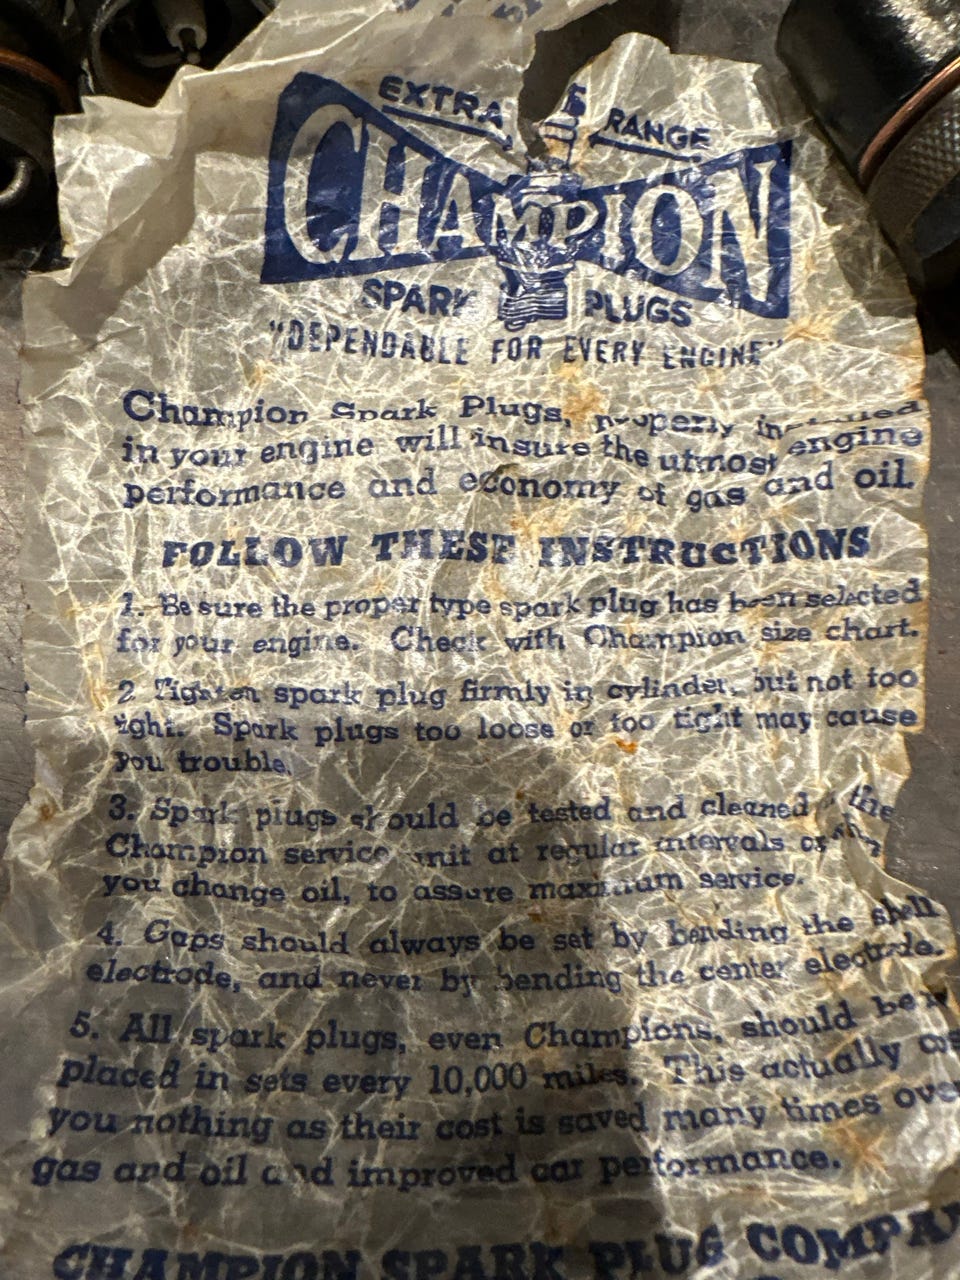 EXTRA RANGE
CHAMPION
SPARK PLUGS
"DEPENDABLE FOR EVERY ENGINE"
Champion Spark Plugs, properly installed
in your engine will insure the utmost engine
performance and economy of gas and oil.
FOLLOW THESE INSTRUCTIONS
1. Be sure the proper type spark plug has been selected
for your engine. Check with Champion size chart.
2 Tighten spark plug firmly in cylinder, but not too
tight. Spark plugs too loose or too tight may cause
you trouble.
3. Spark plugs should be tested and cleaned the
Champion service unit at regular intervals or
you change oil, to assure maximum service.
4. Gaps should always be set by bending the shell
electrode, and never by bending the center electrode.
5. All spark plugs, even Champions, should be
placed in sets every 10,000 miles. This actually
you nothing as their cost is saved many times over
gas and oil and improved car performance.
CHAMPION SPARK PLUG COMPA